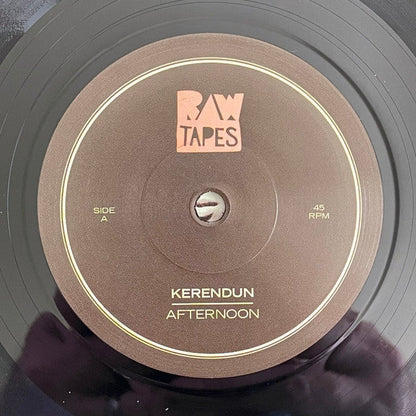 RAW
TAPES
SIDE
A
45
RPM
KERENDUN
AFTERNOON